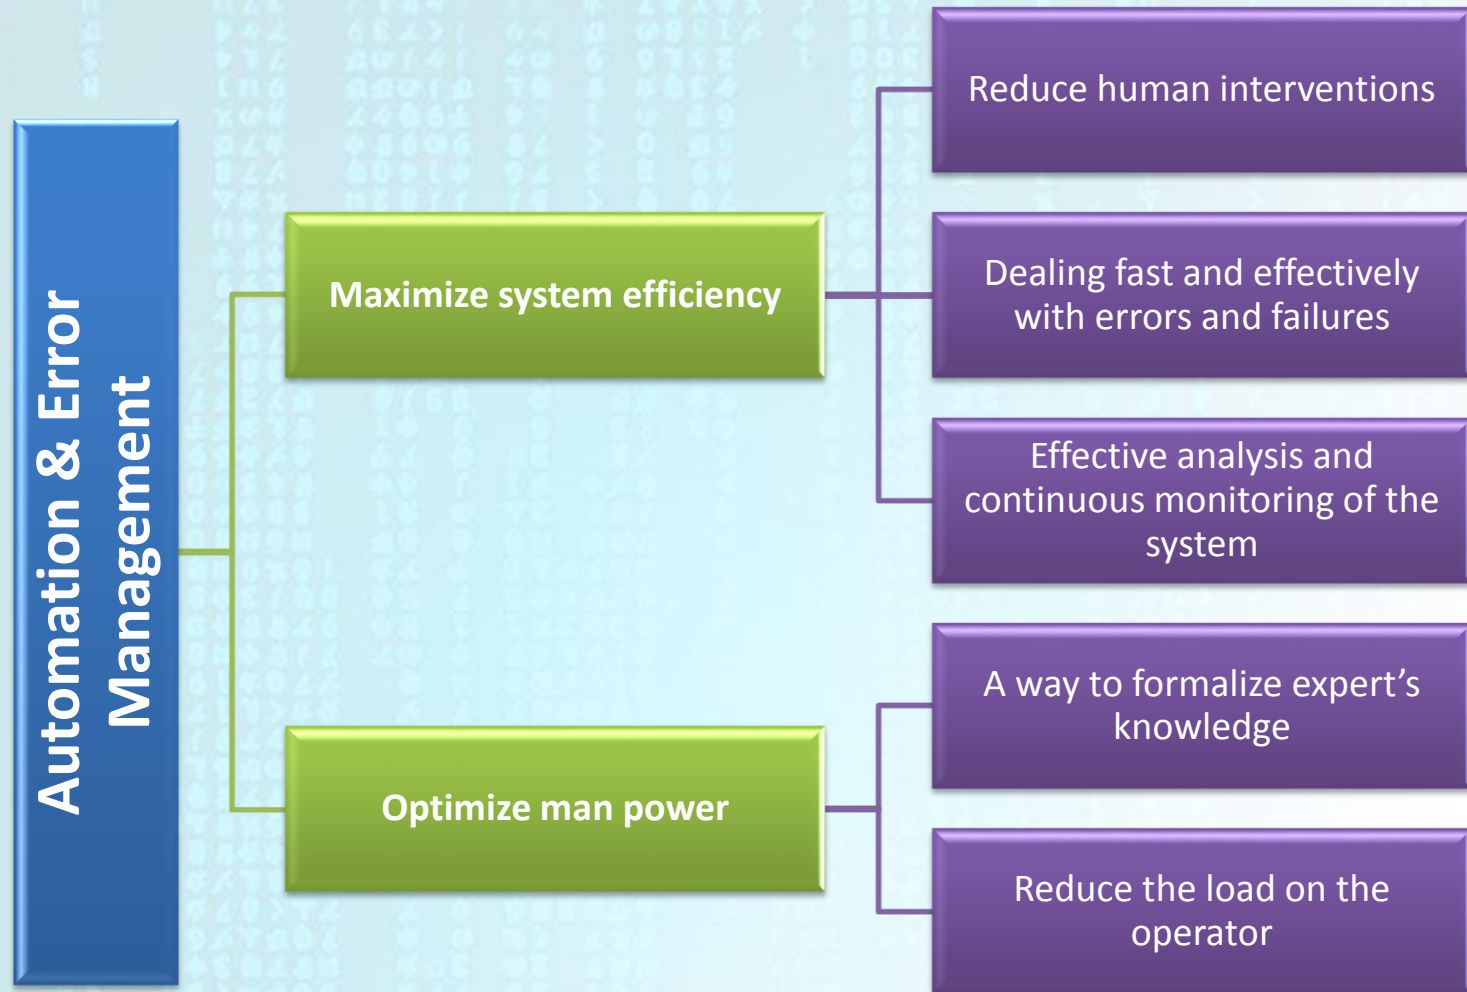 Automation & Error
Management
Maximize system efficiency
Reduce human interventions
Dealing fast and effectively
with errors and failures
Effective analysis and
continuous monitoring of the
system
Optimize man power
A way to formalize expert’s
knowledge
Reduce the load on the
operator